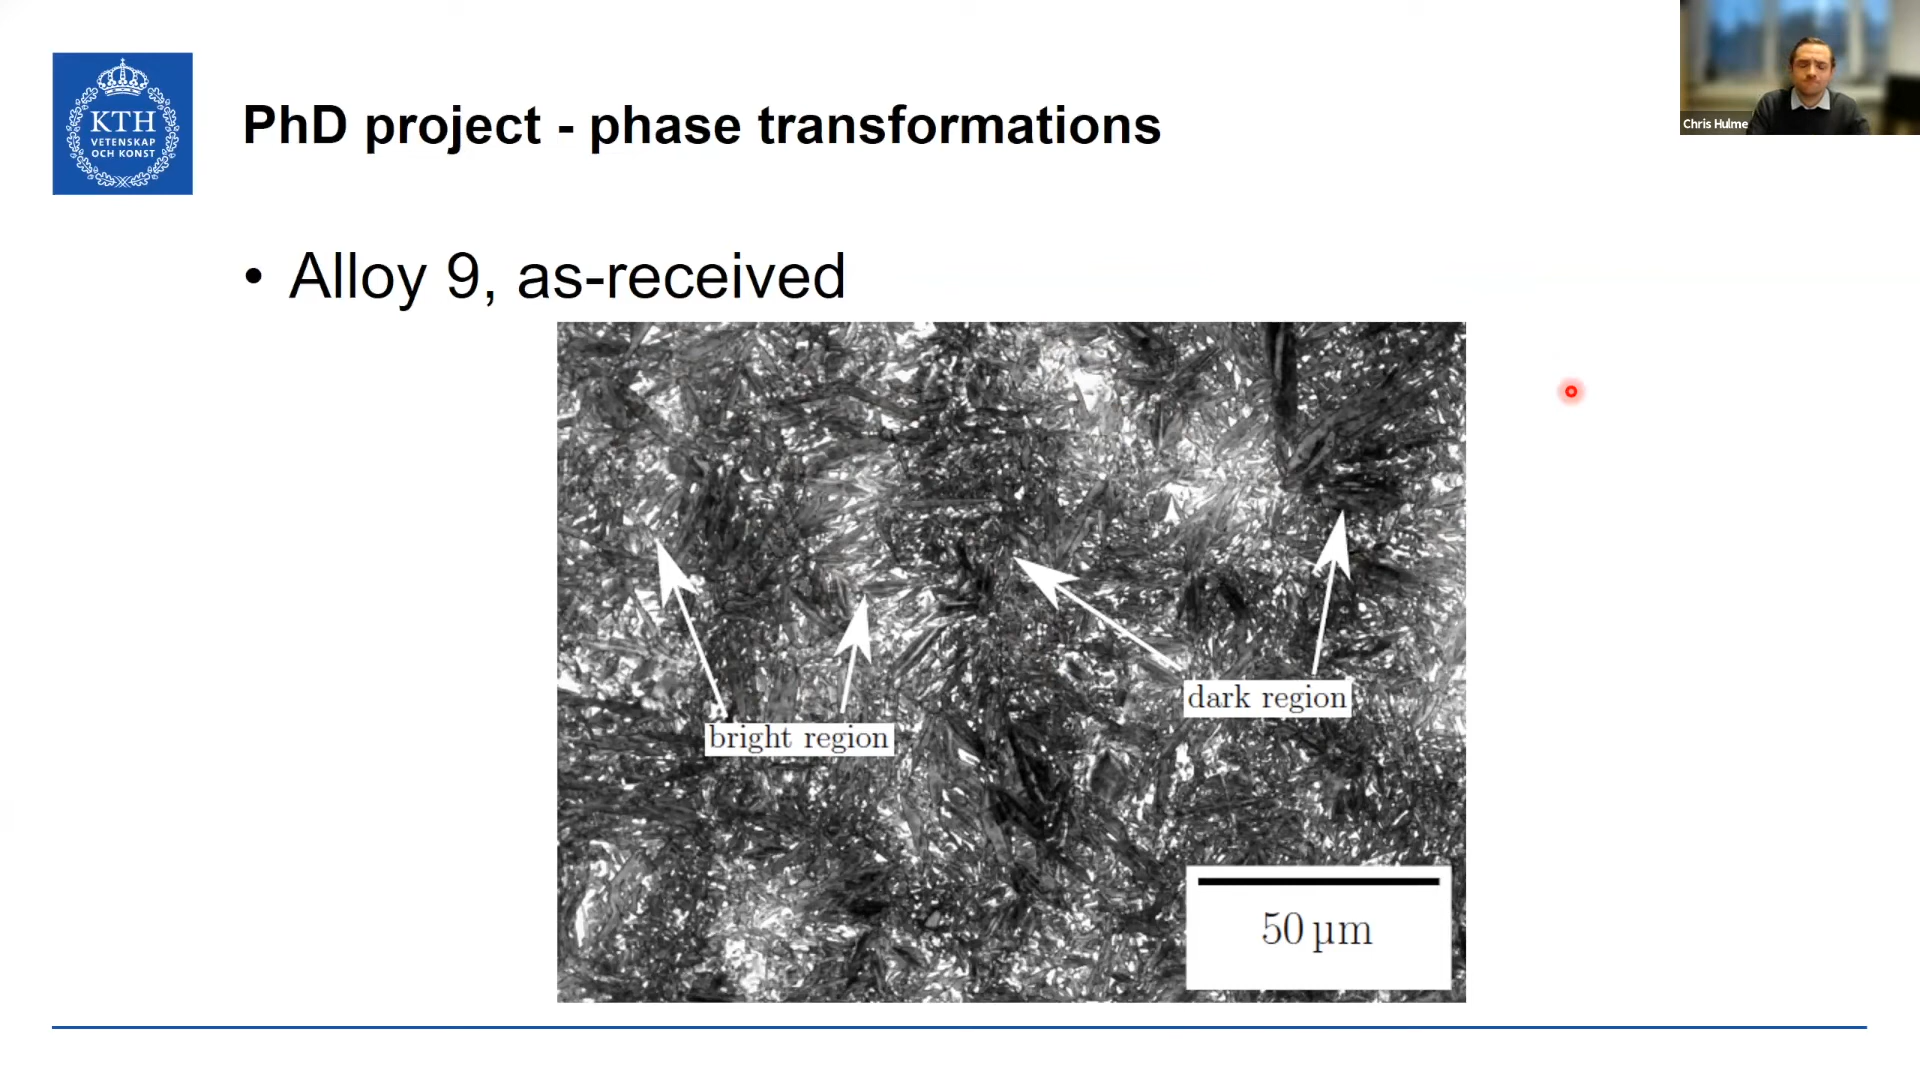 KTH
VETENSKAP
OCH KONST
PhD project - phase transformations
Chris Hulme
• Alloy 9, as-received
dark region
bright region
50 µm